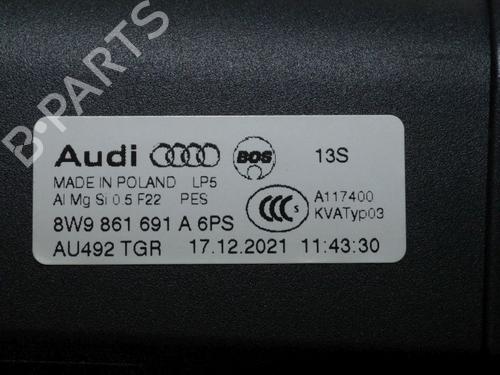 B-PARTS
Audi BOS 13S
MADE IN POLAND LP5
Al Mg Si 0.5 F22 PES
A117400
KVATyp03
8W9 861 691 A 6PS
AU492 TGR 17.12.2021 11:43:30